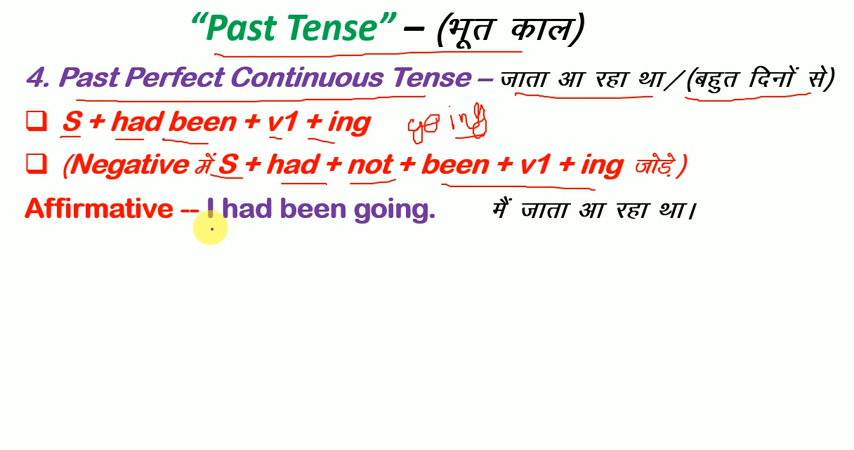 “Past Tense” – (भूत काल)
4. Past Perfect Continuous Tense – जाता आ रहा था/(बहुत दिनों से)
❑ S + had been + v1 + ing going
❑ (Negative में S + had + not + been + v1 + ing जोड़े)
Affirmative -- I had been going. मैं जाता आ रहा था।